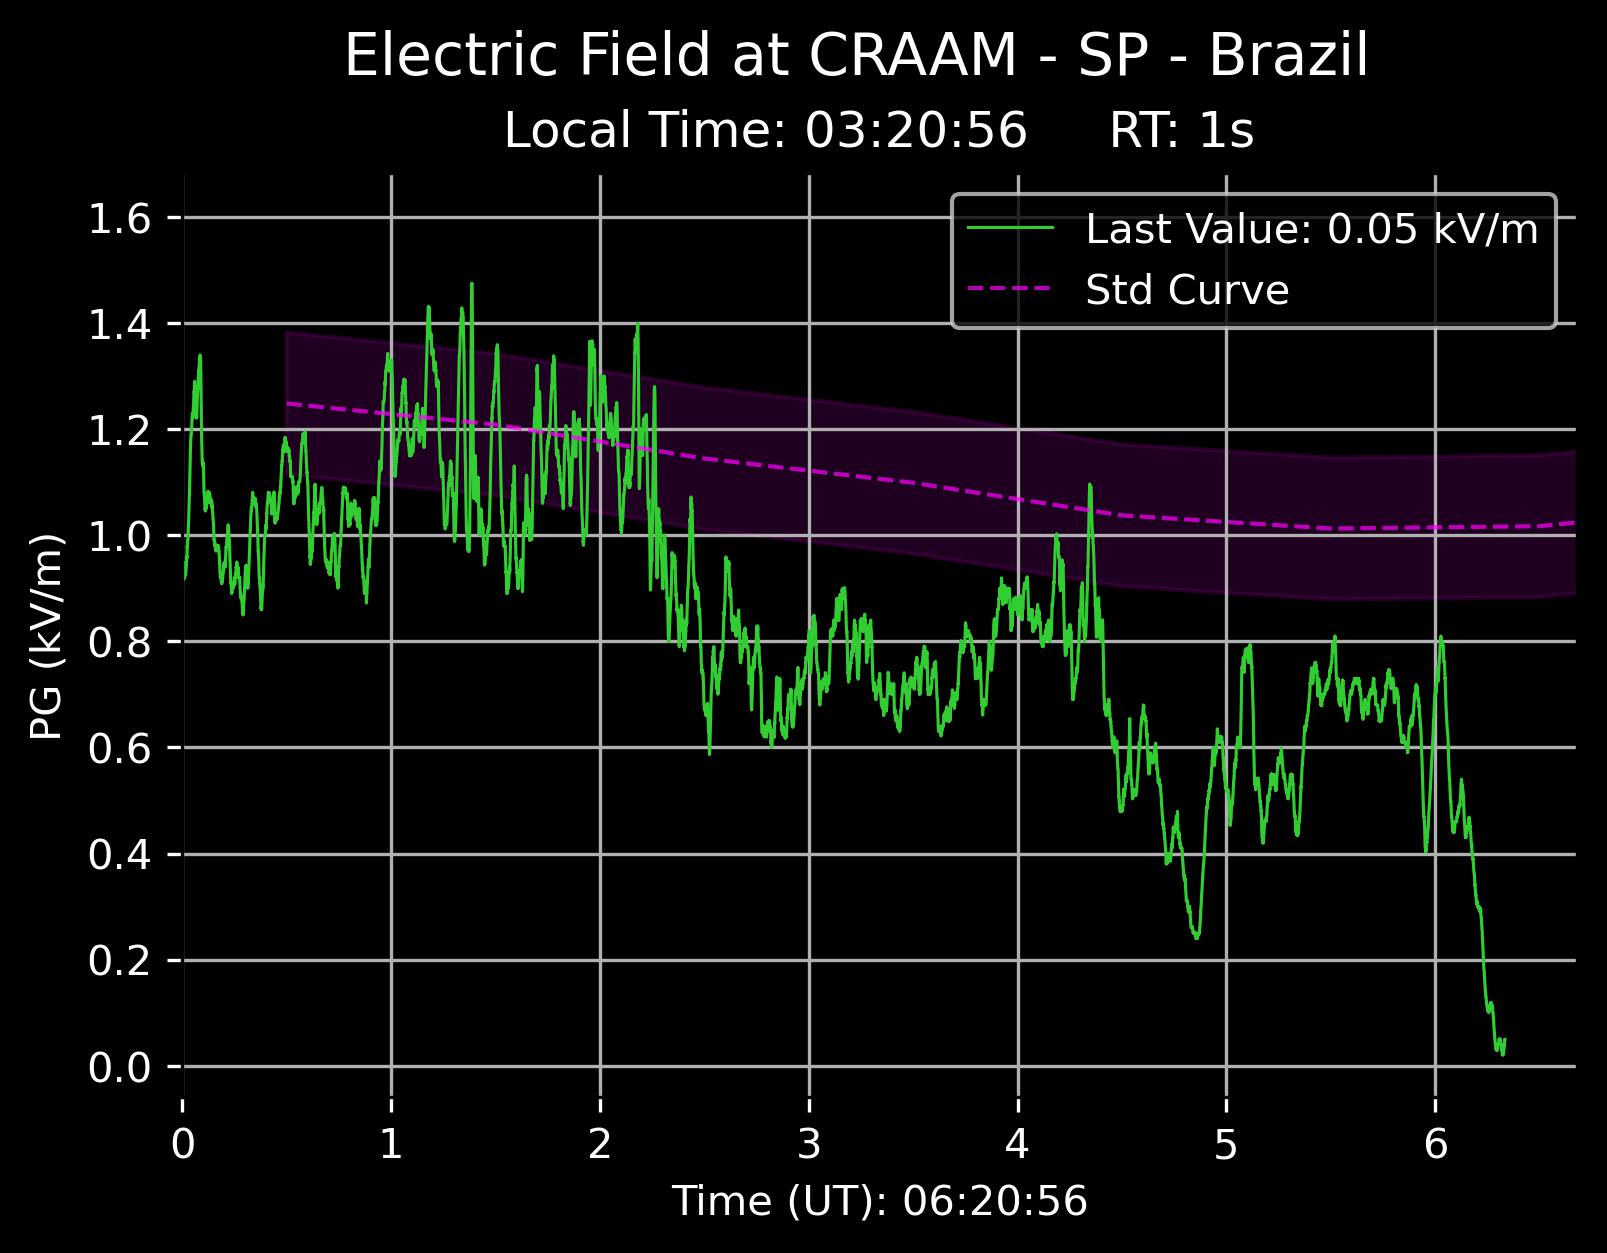 Electric Field at CRAAM - SP - Brazil
Local Time: 03:20:56 RT: 1s
Last Value: 0.05 kV/m
Std Curve
PG (kV/m)
1.6
1.4
1.2
1.0
0.8
0.6
0.4
0.2
0.0
0 1 2 3 4 5 6
Time (UT): 06:20:56